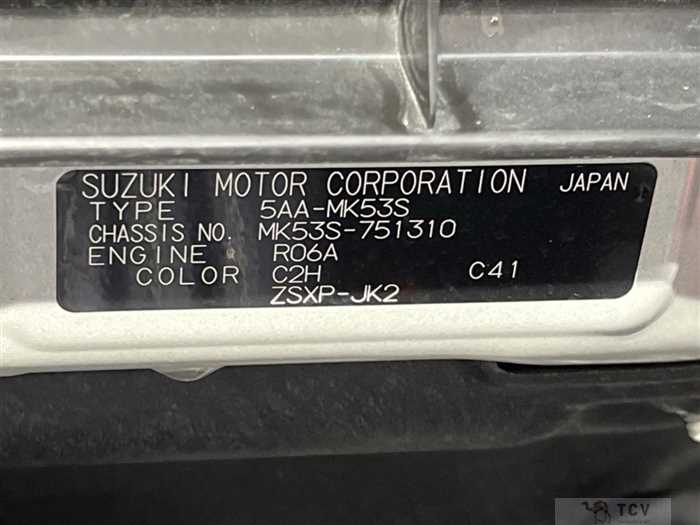 SUZUKI MOTOR CORPORATION JAPAN
TYPE 5AA-MK53S
CHASSIS NO. MK53S-751310
ENGINE R06A
COLOR C2H C41
ZSXP-JK2
TCV